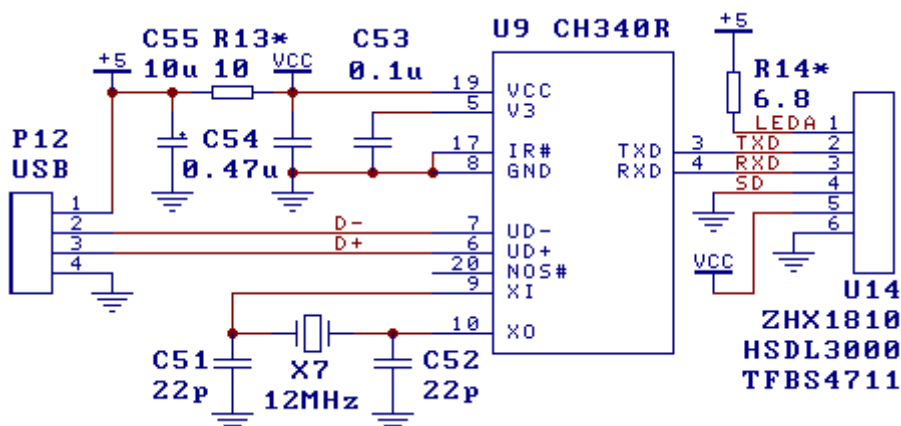 U9 CH340R
+5
C55 R13* C53
10u 10 VCC 0.1u
+5
R14*
6.8
19 VCC
5 V3
C54
0.47u
17 IR#
8 GND
TXD 3
RXD 4
LEDA 1
TXD 2
RXD 3
SD 4
5
6
VCC
P12
USB
1
2 D- 7 UD-
3 D+ 6 UD+
4
20 NOS#
9 XI
10 XO
C51
22p
X7
12MHz
C52
22p
U14
ZHX1810
HSDL3000
TFBS4711